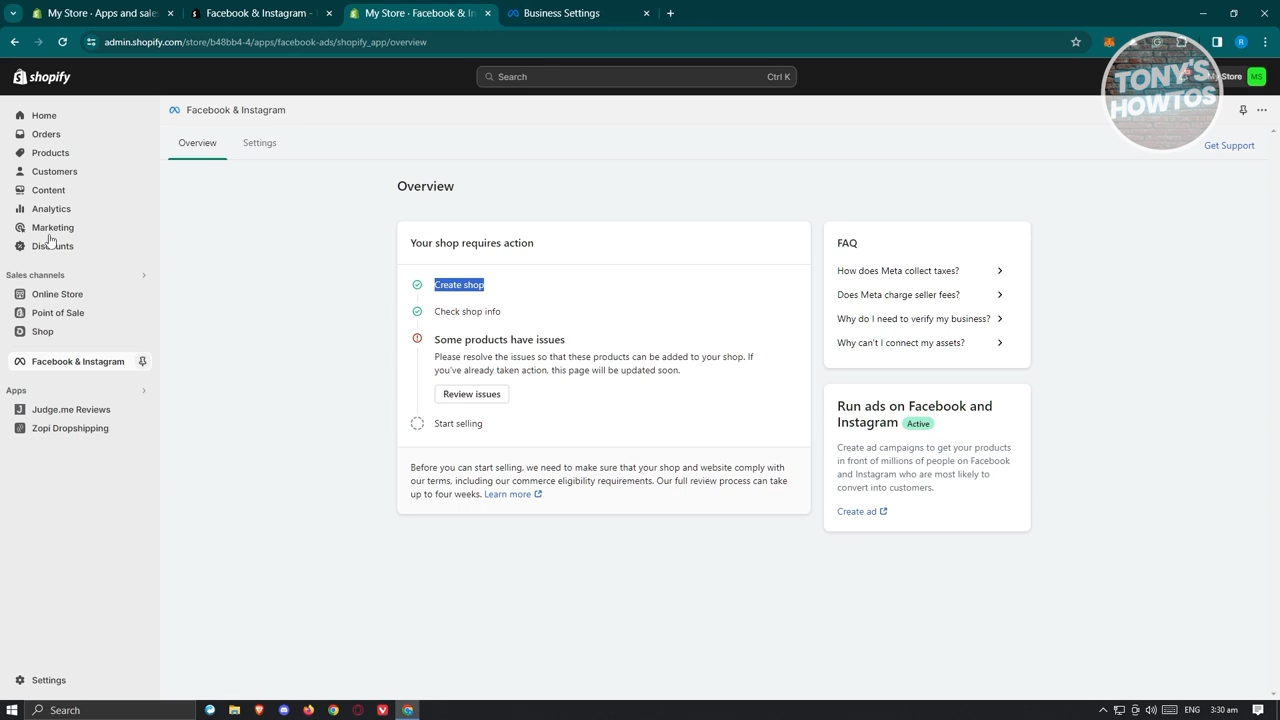 My Store · Apps and sales
Facebook & Instagram -
My Store · Facebook & In
Business Settings
admin.shopify.com/store/b48bb4-4/apps/facebook-ads/shopify_app/overview
R
shopify
Search
Ctrl K
My Store
MS
TONY'S
HOWTOS
Home
Orders
Products
Customers
Content
Analytics
Marketing
Discounts
Sales channels
Online Store
Point of Sale
Shop
Facebook & Instagram
Apps
Judge.me Reviews
Zopi Dropshipping
Settings
Facebook & Instagram
Overview
Settings
Get Support
Overview
Your shop requires action
Create shop
Check shop info
Some products have issues
Please resolve the issues so that these products can be added to your shop. If
you've already taken action, this page will be updated soon.
Review issues
Start selling
Before you can start selling, we need to make sure that your shop and website comply with
our terms, including our commerce eligibility requirements. Our full review process can take
up to four weeks. Learn more
FAQ
How does Meta collect taxes?
Does Meta charge seller fees?
Why do I need to verify my business?
Why can't I connect my assets?
Run ads on Facebook and
Instagram Active
Create ad campaigns to get your products
in front of millions of people on Facebook
and Instagram who are most likely to
convert into customers.
Create ad
Search
ENG
3:30 am